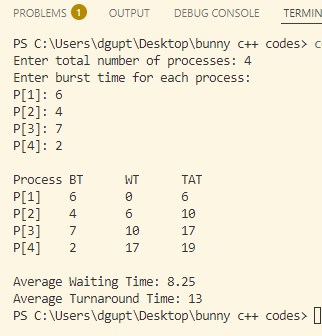 PROBLEMS 1 OUTPUT DEBUG CONSOLE TERMIN
PS C:\Users\dgupt\Desktop\bunny c++ codes> c
Enter total number of processes: 4
Enter burst time for each process:
P[1]: 6
P[2]: 4
P[3]: 7
P[4]: 2
Process BT WT TAT
P[1] 6 0 6
P[2] 4 6 10
P[3] 7 10 17
P[4] 2 17 19
Average Waiting Time: 8.25
Average Turnaround Time: 13
PS C:\Users\dgupt\Desktop\bunny c++ codes>